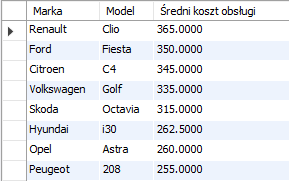 Marka Model Średni koszt obsługi
Renault Clio 365.0000
Ford Fiesta 350.0000
Citroen C4 345.0000
Volkswagen Golf 335.0000
Skoda Octavia 315.0000
Hyundai i30 262.5000
Opel Astra 260.0000
Peugeot 208 255.0000